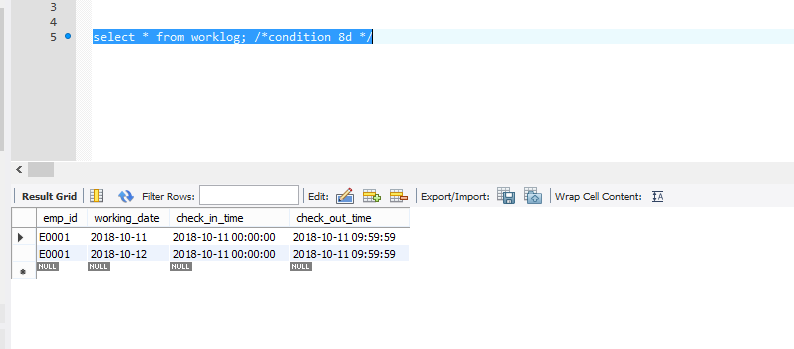 3
4
5 select * from worklog; /*condition 8d */
Result Grid Filter Rows: Edit: Export/Import: Wrap Cell Content: IA
emp_id working_date check_in_time check_out_time
E0001 2018-10-11 2018-10-11 00:00:00 2018-10-11 09:59:59
E0001 2018-10-12 2018-10-11 00:00:00 2018-10-11 09:59:59
NULL NULL NULL NULL